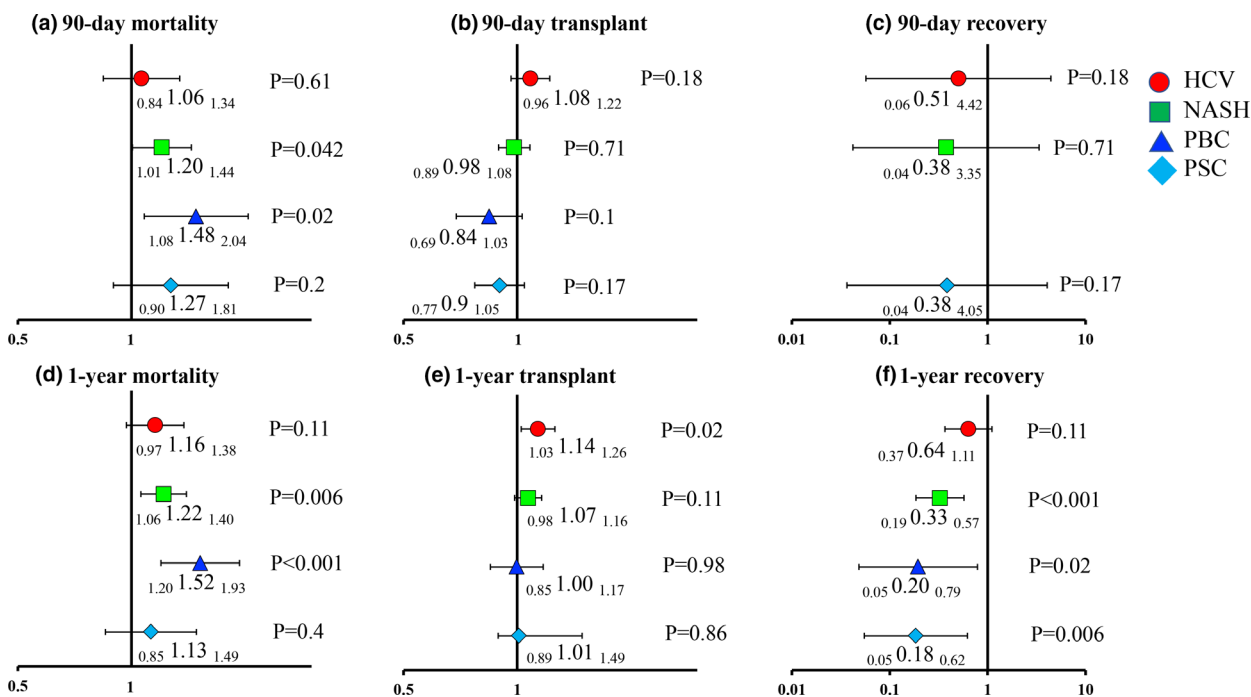 (a) 90-day mortality
P=0.61
0.84 1.06 1.34
P=0.042
1.01 1.20 1.44
P=0.02
1.08 1.48 2.04
P=0.2
0.90 1.27 1.81
0.5 1
(b) 90-day transplant
P=0.18
0.96 1.08 1.22
P=0.71
0.89 0.98 1.08
P=0.1
0.69 0.84 1.03
P=0.17
0.77 0.9 1.05
0.5 1
(c) 90-day recovery
P=0.18
0.06 0.51 4.42
P=0.71
0.04 0.38 3.35
P=0.17
0.04 0.38 4.05
0.01 0.1 1 10
HCV
NASH
PBC
PSC
(d) 1-year mortality
P=0.11
0.97 1.16 1.38
P=0.006
1.06 1.22 1.40
P<0.001
1.20 1.52 1.93
P=0.4
0.85 1.13 1.49
0.5 1
(e) 1-year transplant
P=0.02
1.03 1.14 1.26
P=0.11
0.98 1.07 1.16
P=0.98
0.85 1.00 1.17
P=0.86
0.89 1.01 1.49
0.5 1
(f) 1-year recovery
P=0.11
0.37 0.64 1.11
P<0.001
0.19 0.33 0.57
P=0.02
0.05 0.20 0.79
P=0.006
0.05 0.18 0.62
0.01 0.1 1 10